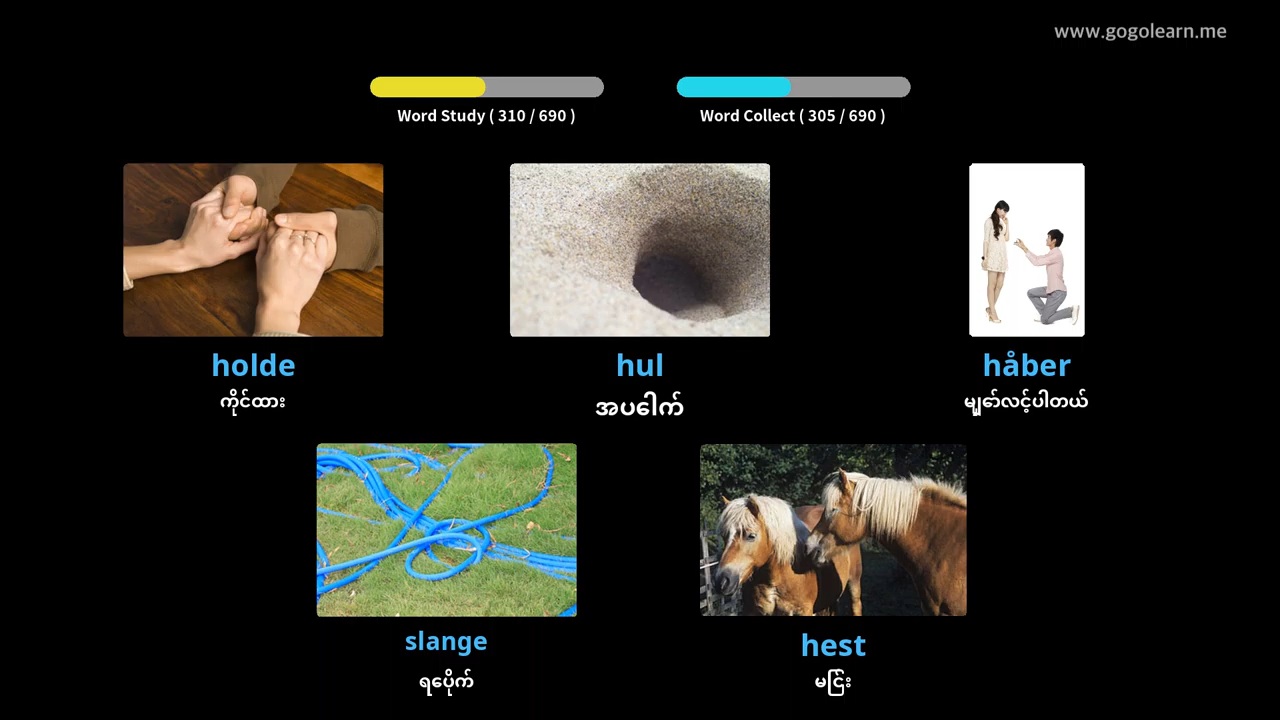 www.gogolearn.me
Word Study ( 310 / 690 )
Word Collect ( 305 / 690 )
holde
ကိုင်ထား
hul
အပေါက်
håber
မျှော်လင့်ပါတယ်
slange
ရေပိုက်
hest
မြင်း